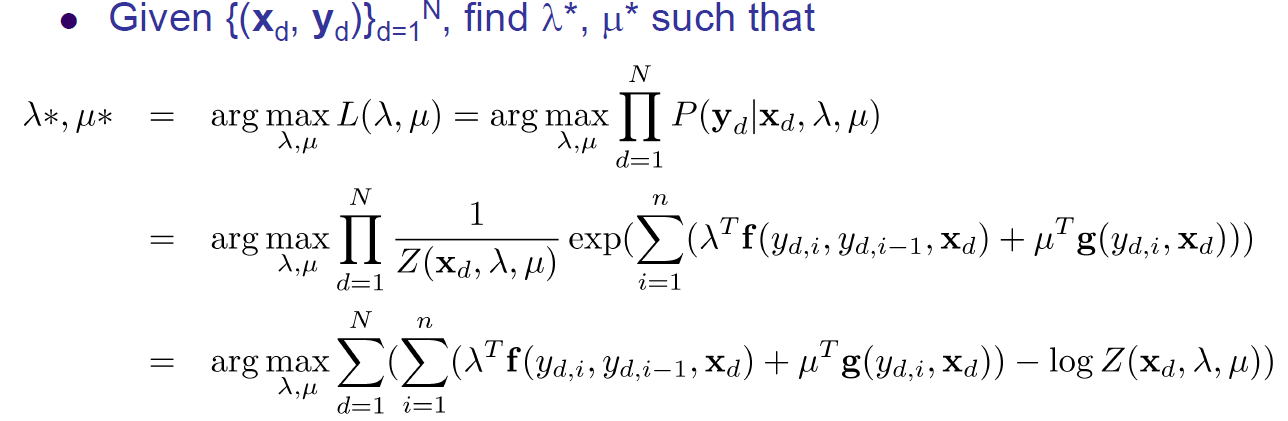 • Given {(x_d, y_d)}_{d=1}^N, find λ*, μ* such that
λ∗, μ∗ = arg max_{λ,μ} L(λ, μ) = arg max_{λ,μ} ∏_{d=1}^{N} P(y_d|x_d, λ, μ)
= arg max_{λ,μ} ∏_{d=1}^{N} 1/Z(x_d, λ, μ) exp(∑_{i=1}^{n} (λ^T f(y_{d,i}, y_{d,i−1}, x_d) + μ^T g(y_{d,i}, x_d)))
= arg max_{λ,μ} ∑_{d=1}^{N} (∑_{i=1}^{n} (λ^T f(y_{d,i}, y_{d,i−1}, x_d) + μ^T g(y_{d,i}, x_d)) − log Z(x_d, λ, μ))